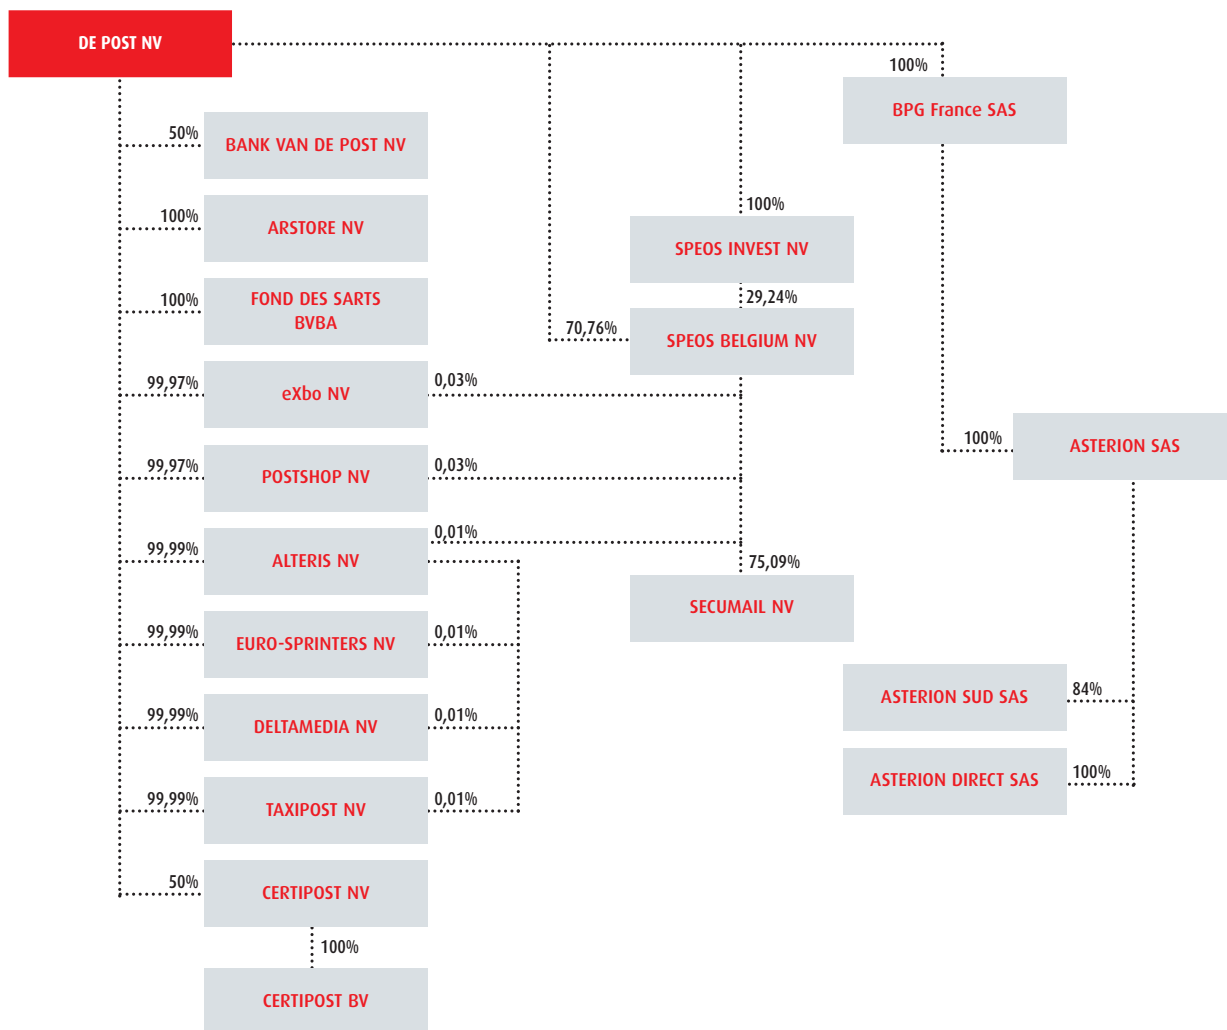 DE POST NV
100%
BPG France SAS
50%
BANK VAN DE POST NV
100%
ARSTORE NV
100%
SPEOS INVEST NV
100%
FOND DES SARTS
BVBA
29,24%
70,76%
SPEOS BELGIUM NV
99,97%
eXbo NV
0,03%
100%
ASTERION SAS
99,97%
POSTSHOP NV
0,03%
99,99%
ALTERIS NV
0,01%
75,09%
SECUMAIL NV
99,99%
EURO-SPRINTERS NV
0,01%
ASTERION SUD SAS
84%
99,99%
DELTAMEDIA NV
0,01%
ASTERION DIRECT SAS
100%
99,99%
TAXIPOST NV
0,01%
50%
CERTIPOST NV
100%
CERTIPOST BV